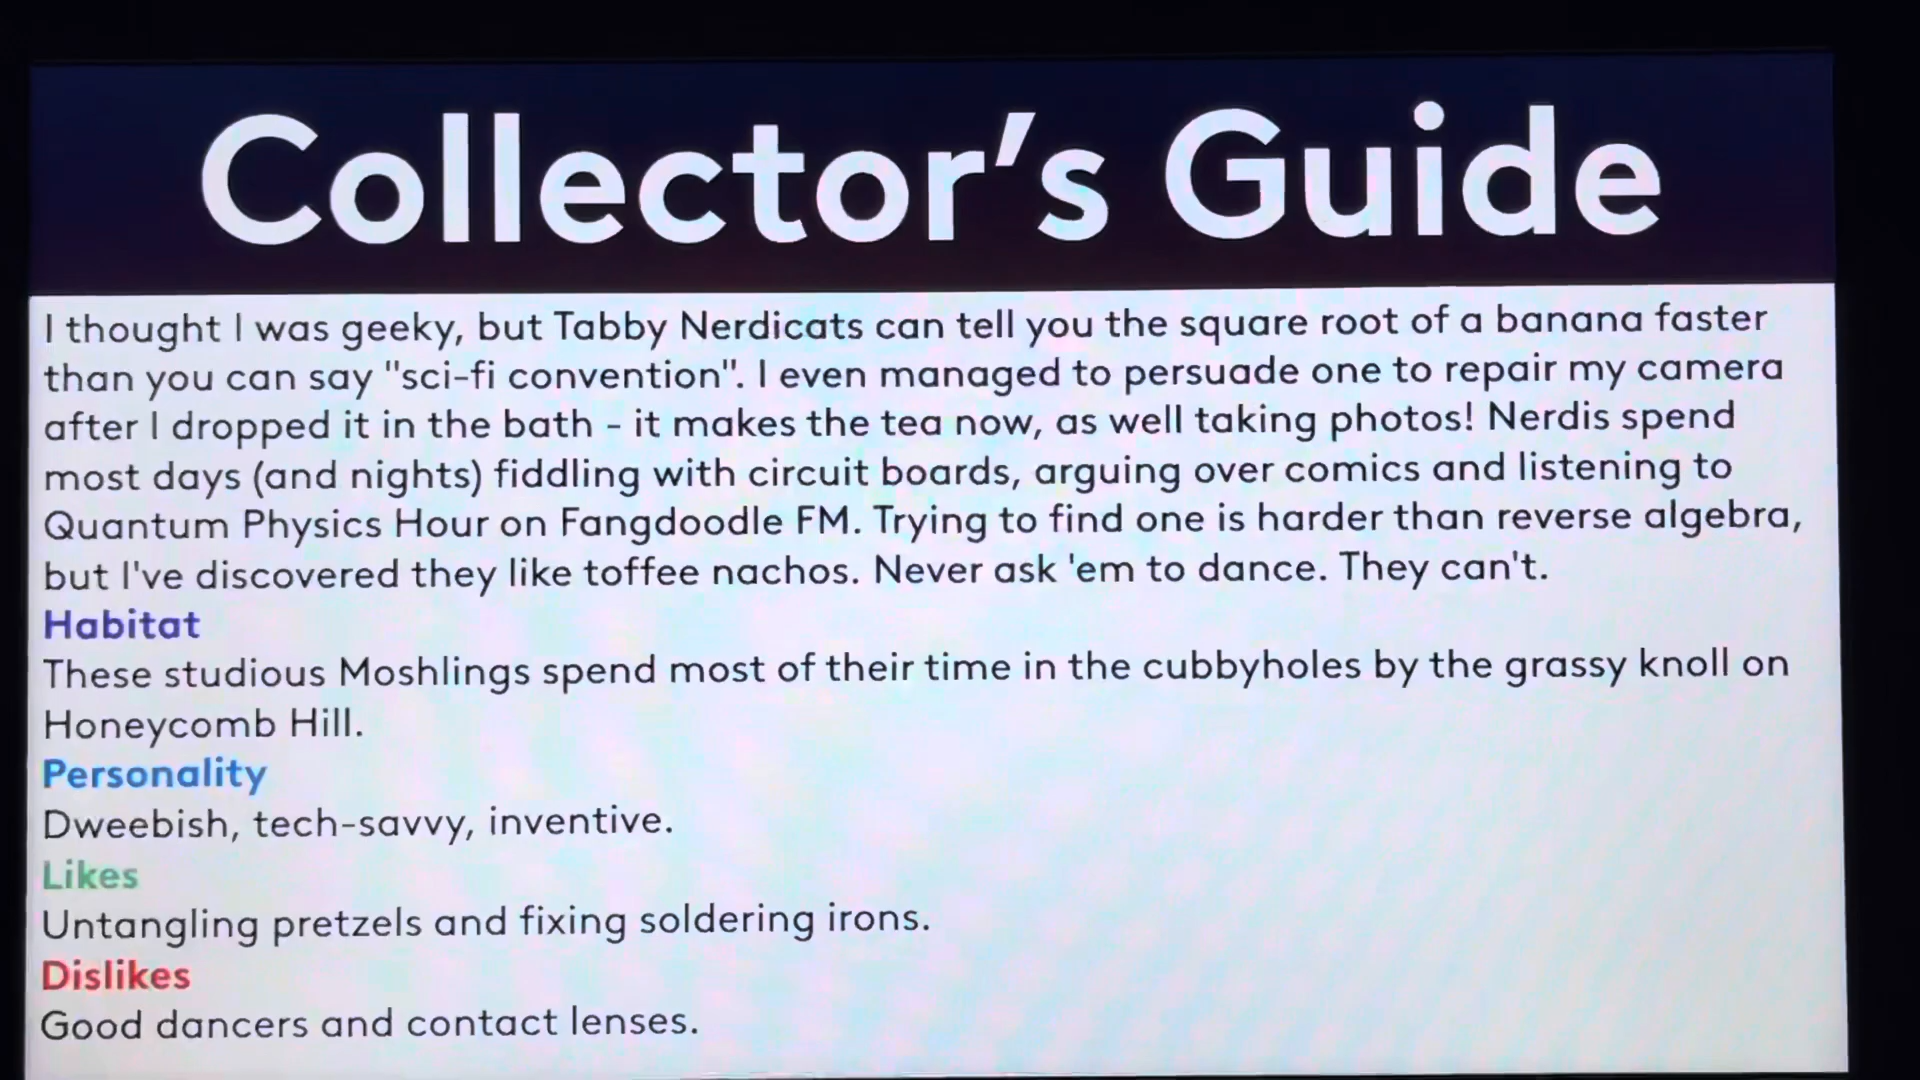 Collector's Guide
I thought I was geeky, but Tabby Nerdicats can tell you the square root of a banana faster
than you can say "sci-fi convention". I even managed to persuade one to repair my camera
after I dropped it in the bath - it makes the tea now, as well taking photos! Nerdis spend
most days (and nights) fiddling with circuit boards, arguing over comics and listening to
Quantum Physics Hour on Fangdoodle FM. Trying to find one is harder than reverse algebra,
but I've discovered they like toffee nachos. Never ask 'em to dance. They can't.
Habitat
These studious Moshlings spend most of their time in the cubbyholes by the grassy knoll on
Honeycomb Hill.
Personality
Dweebish, tech-savvy, inventive.
Likes
Untangling pretzels and fixing soldering irons.
Dislikes
Good dancers and contact lenses.